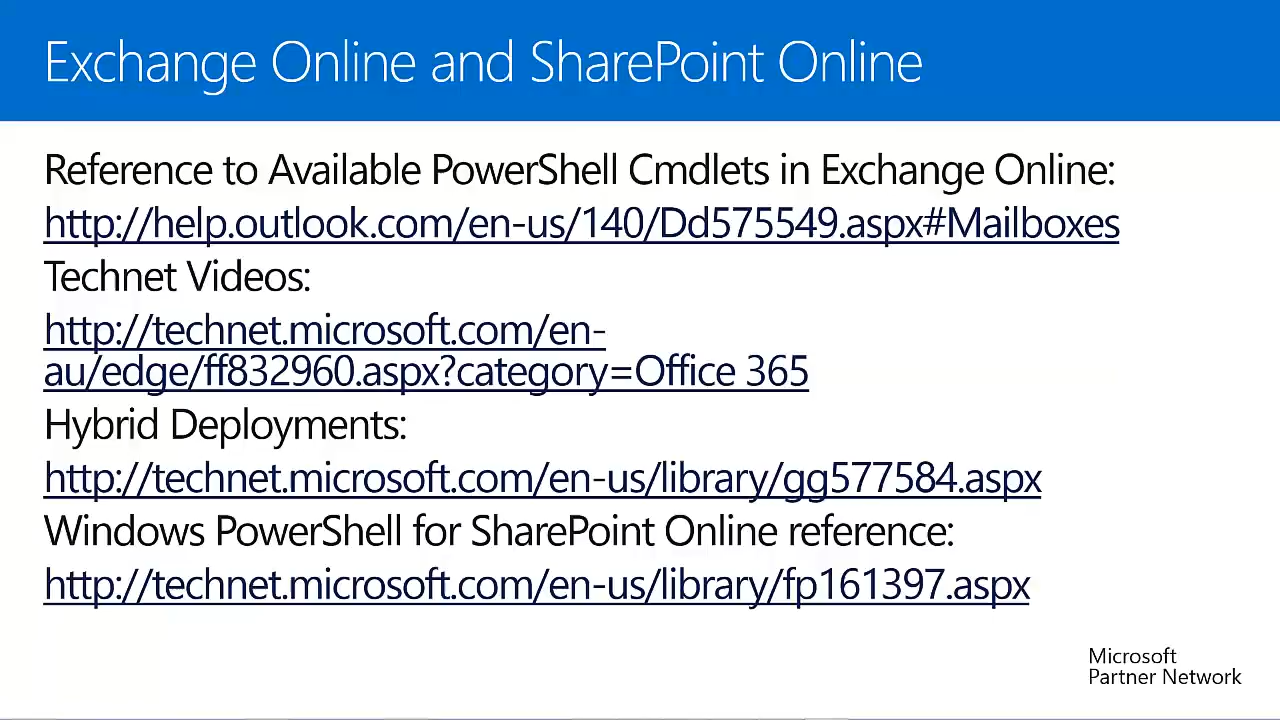 Exchange Online and SharePoint Online
Reference to Available PowerShell Cmdlets in Exchange Online:
http://help.outlook.com/en-us/140/Dd575549.aspx#Mailboxes
Technet Videos:
http://technet.microsoft.com/en-
au/edge/ff832960.aspx?category=Office 365
Hybrid Deployments:
http://technet.microsoft.com/en-us/library/gg577584.aspx
Windows PowerShell for SharePoint Online reference:
http://technet.microsoft.com/en-us/library/fp161397.aspx
Microsoft
Partner Network